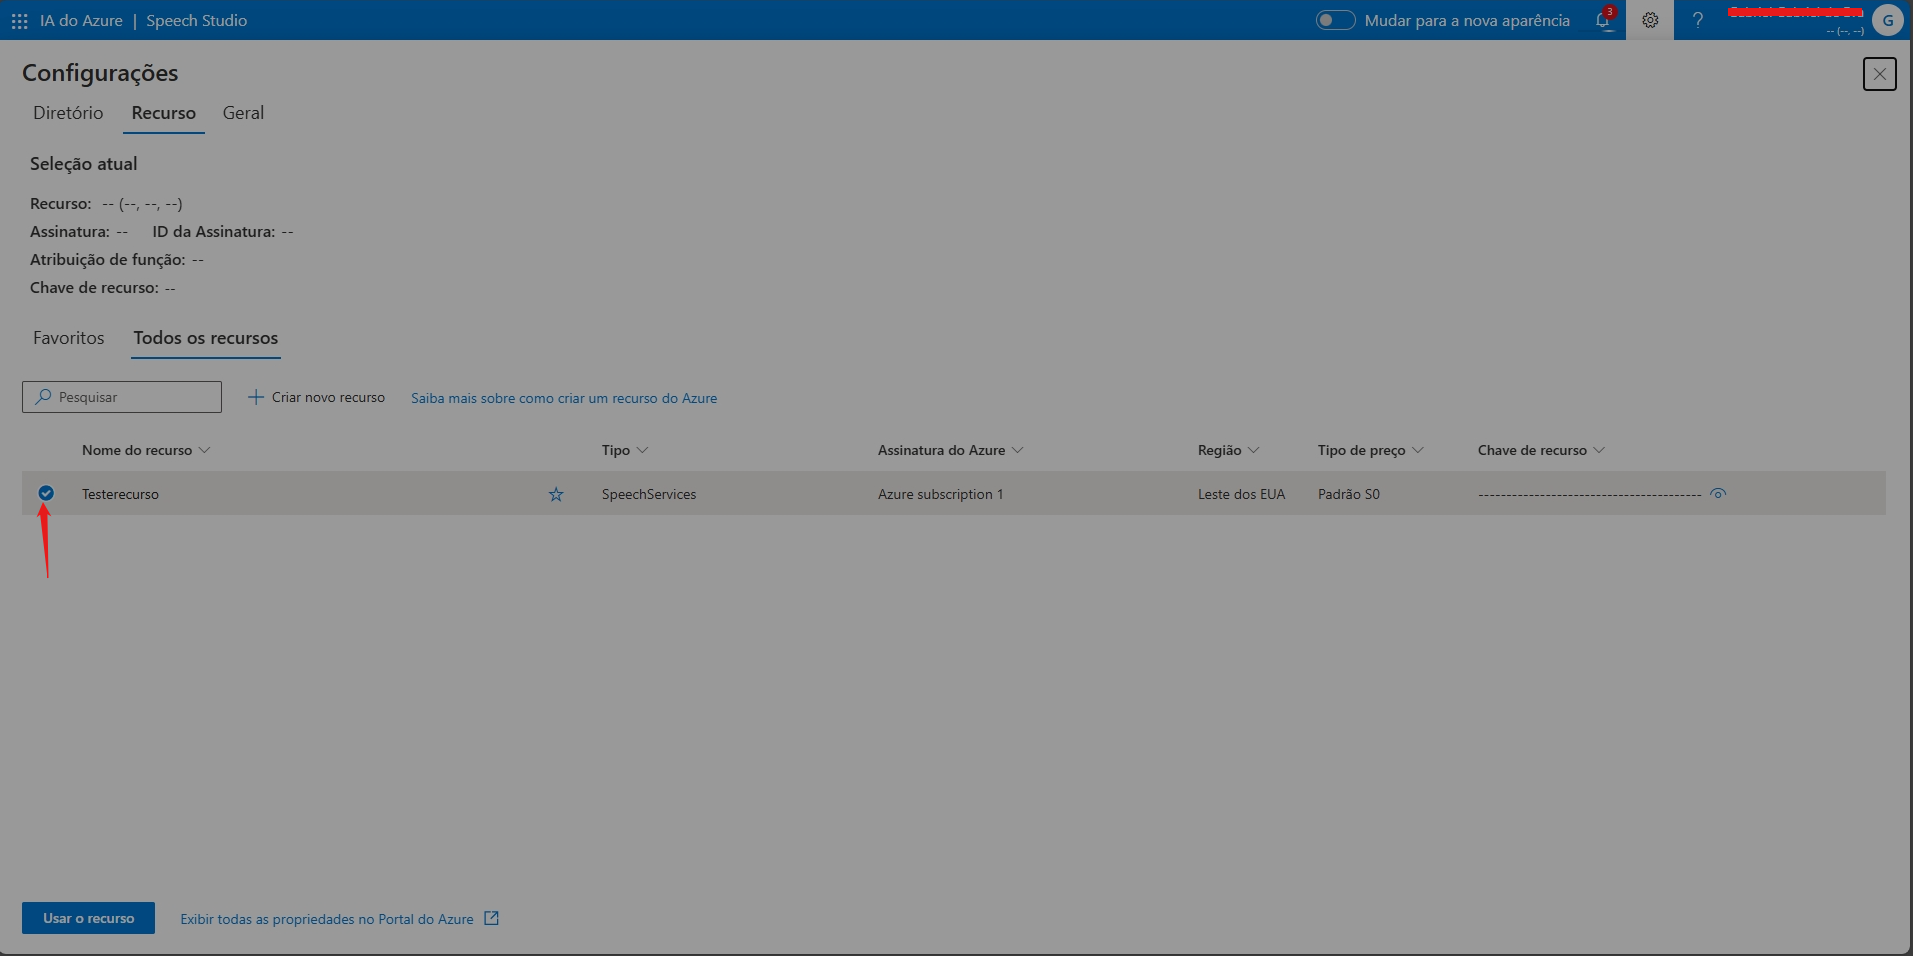 IA do Azure | Speech Studio
Mudar para a nova aparência
3
?
-- (--, --)
G
Configurações
Diretório Recurso Geral
Seleção atual
Recurso: -- (--, --, --)
Assinatura: -- ID da Assinatura: --
Atribuição de função: --
Chave de recurso: --
Favoritos Todos os recursos
Pesquisar Criar novo recurso Saiba mais sobre como criar um recurso do Azure
Nome do recurso Tipo Assinatura do Azure Região Tipo de preço Chave de recurso
Testerecurso SpeechServices Azure subscription 1 Leste dos EUA Padrão S0 ----------------------------------------
Usar o recurso Exibir todas as propriedades no Portal do Azure